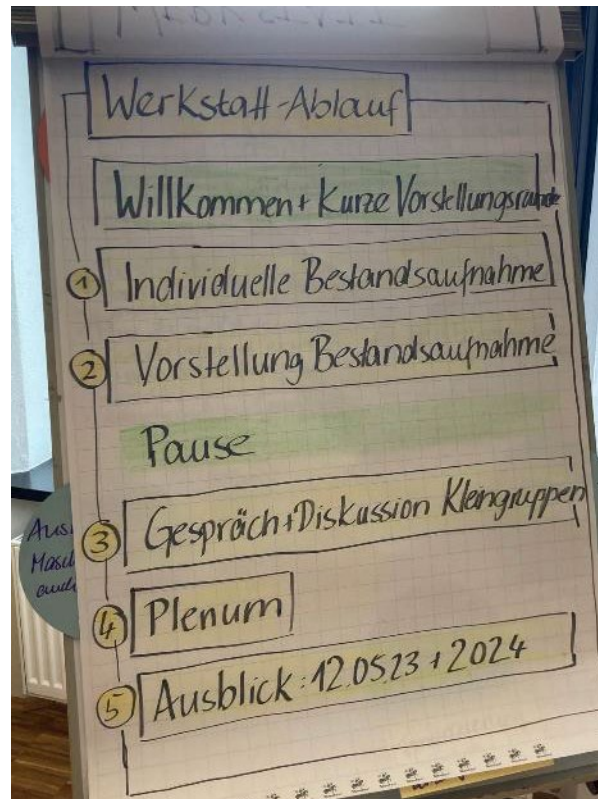 Werkstatt-Ablauf
Willkommen + Kurze Vorstellungsrunde
1 Individuelle Bestandsaufnahme
2 Vorstellung Bestandsaufnahme
Pause
3 Gespräch + Diskussion Kleingruppen
4 Plenum
5 Ausblick: 12.05.23 + 2024
auch